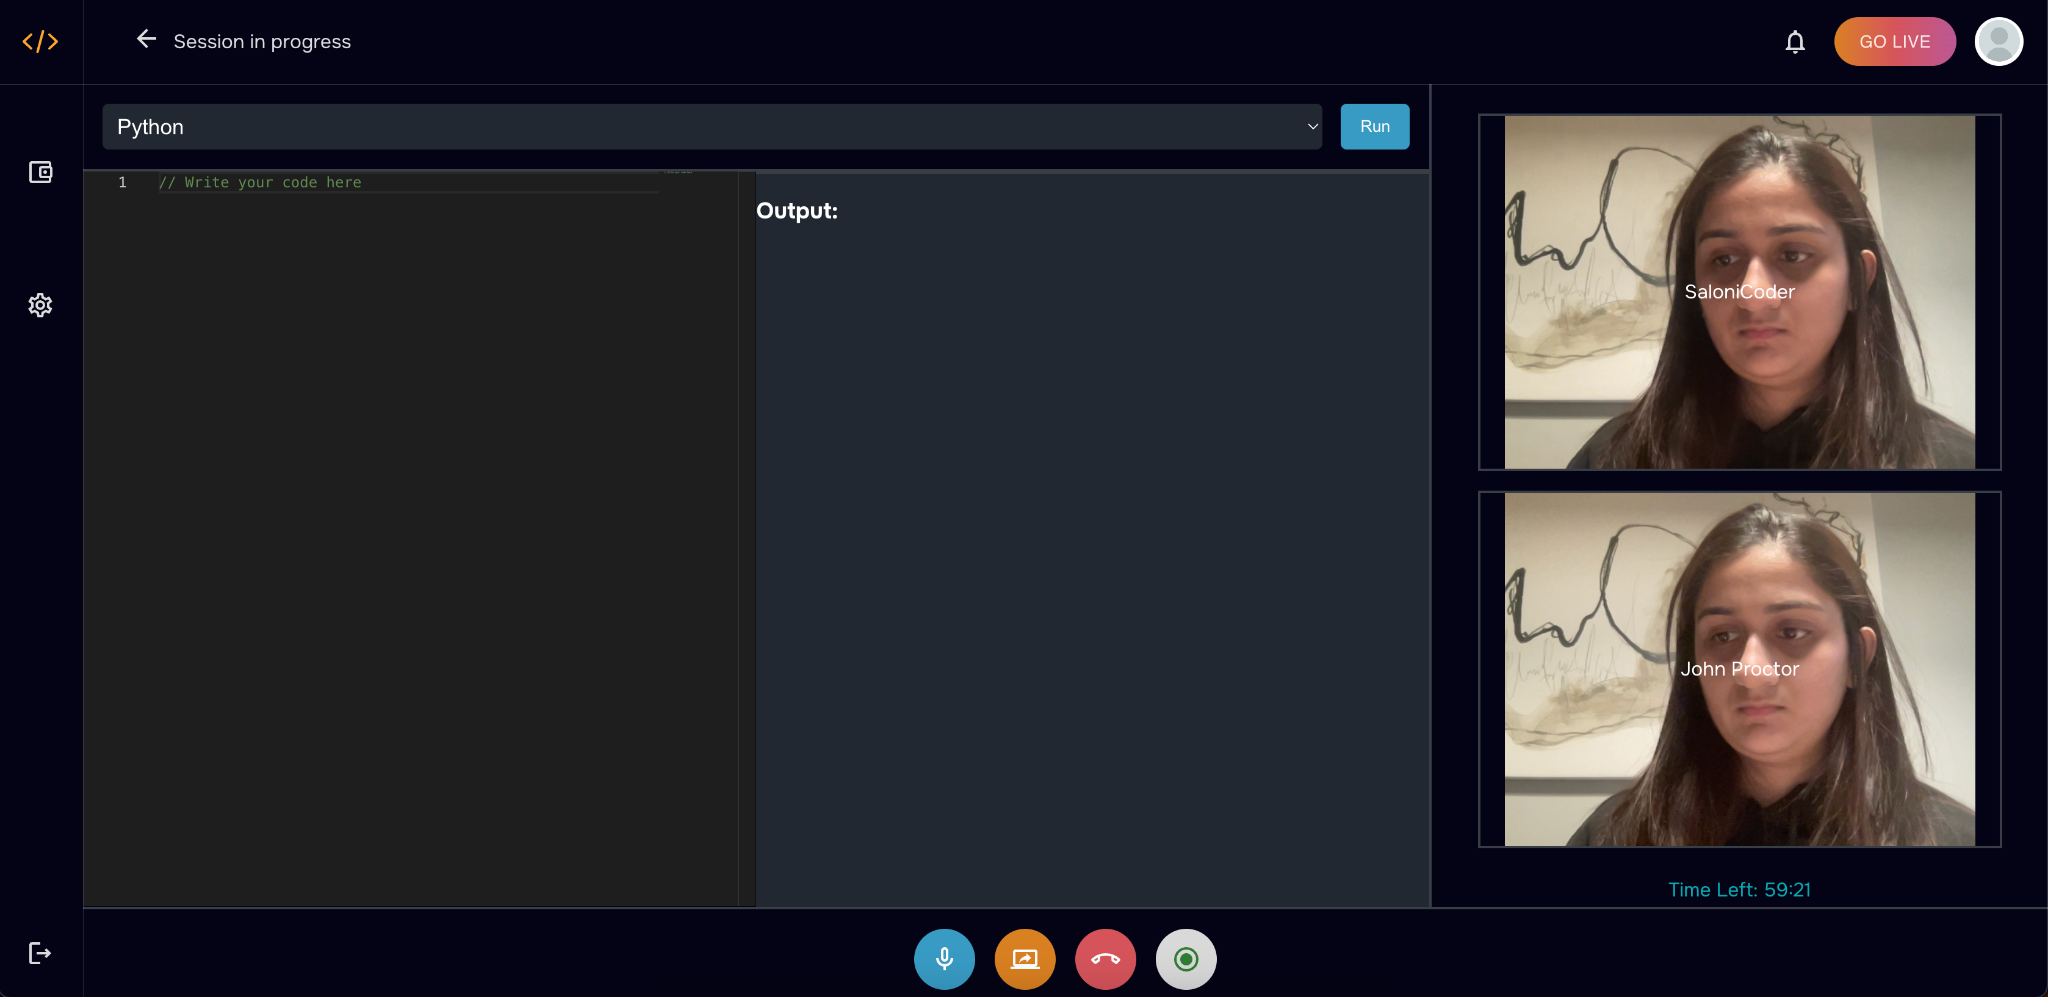 </>
Session in progress
GO LIVE
Python
Run
1 // Write your code here
Output:
SaloniCoder
John Proctor
Time Left: 59:21